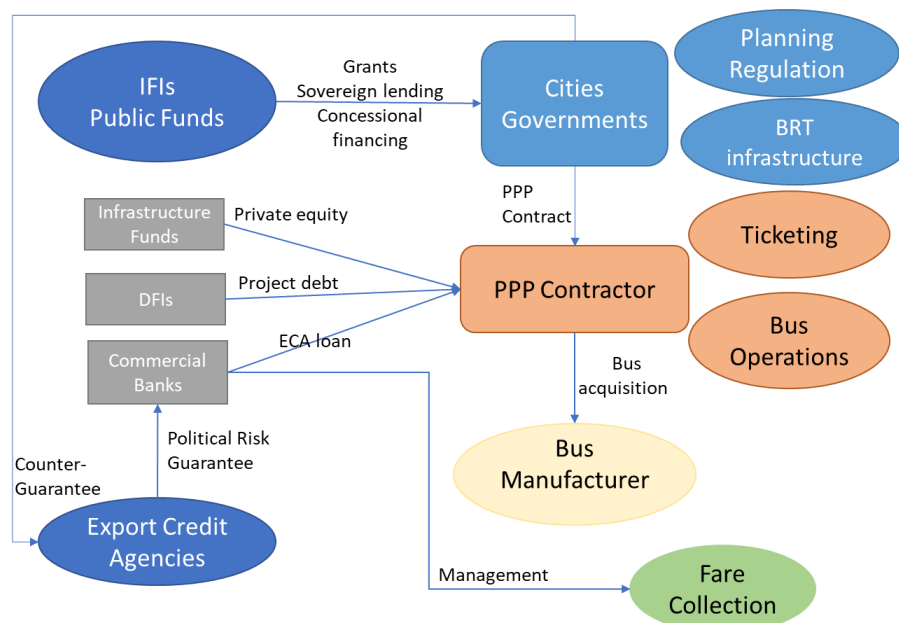 IFIs
Public Funds
Grants
Sovereign lending
Concessional
financing
Cities
Governments
Planning
Regulation
BRT
infrastructure
PPP
Contract
Infrastructure
Funds
Private equity
Ticketing
DFIs
Project debt
PPP Contractor
ECA loan
Commercial
Banks
Bus
Operations
Bus
acquisition
Political Risk
Guarantee
Bus
Manufacturer
Counter-
Guarantee
Export Credit
Agencies
Management
Fare
Collection